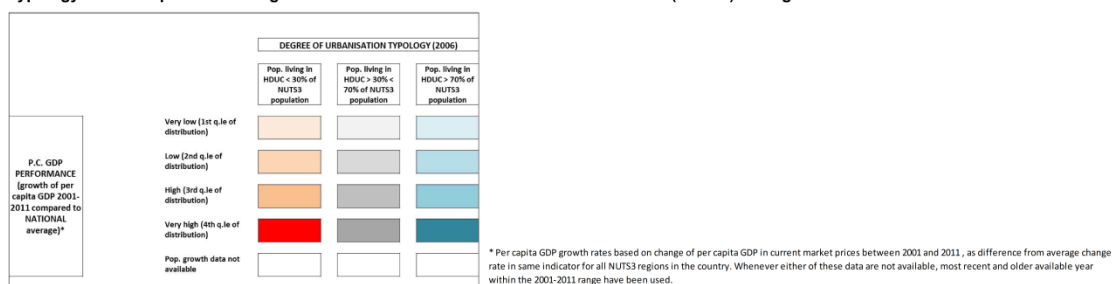 DEGREE OF URBANISATION TYPOLOGY (2006)
Pop. living in
HDUC < 30% of
NUTS3
population
Pop. living in
HDUC > 30% <
70% of NUTS3
population
Pop. living in
HDUC > 70% of
NUTS3
population
P.C. GDP
PERFORMANCE
(growth of per
capita GDP 2001-
2011 compared to
NATIONAL
average)*
Very low (1st q.le of
distribution)
Low (2nd q.le of
distribution)
High (3rd q.le of
distribution)
Very high (4th q.le of
distribution)
Pop. growth data not
available
* Per capita GDP growth rates based on change of per capita GDP in current market prices between 2001 and 2011 , as difference from average change
rate in same indicator for all NUTS3 regions in the country. Whenever either of these data are not available, most recent and older available year
within the 2001-2011 range have been used.